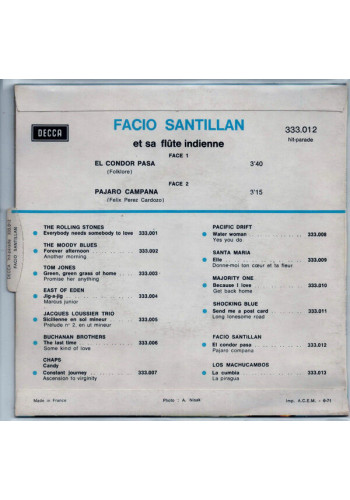 DECCA
FACIO SANTILLAN
et sa flûte indienne
333.012
hit-parade
FACE 1
EL CONDOR PASA
3'40
(Folklore)
FACE 2
PAJARO CAMPANA
3'15
(Felix Perez Cardozo)
THE ROLLING STONES
Everybody needs somebody to love 333.001
THE MOODY BLUES
Forever afternoon 333.002
Another morning
TOM JONES
Green, green grass of home 333.003
Promise her anything
EAST OF EDEN
Jig-a-jig 333.004
Marcus junior
JACQUES LOUSSIER TRIO
Sicilienne en sol mineur 333.005
Prélude n° 2, en ut mineur
BUCHANAN BROTHERS
The last time 333.006
Some kind of love
CHAPS
Candy
Constant journey 333.007
Ascension to virginity
PACIFIC DRIFT
Water woman 333.008
Yes you do
SANTA MARIA
Elle 333.009
Donne-moi ton cœur et ta fleur
MAJORITY ONE
Because I love 333.010
Get back home
SHOCKING BLUE
Send me a post card 333.011
Long lonesome road
FACIO SANTILLAN
El condor pasa 333.012
Pajaro campana
LOS MACHUCAMBOS
La cumbia 333.013
La piragua
Made in France
Photo : A. Nisak
Imp. A.C.E.M. - 6-71
FACIO SANTILLAN